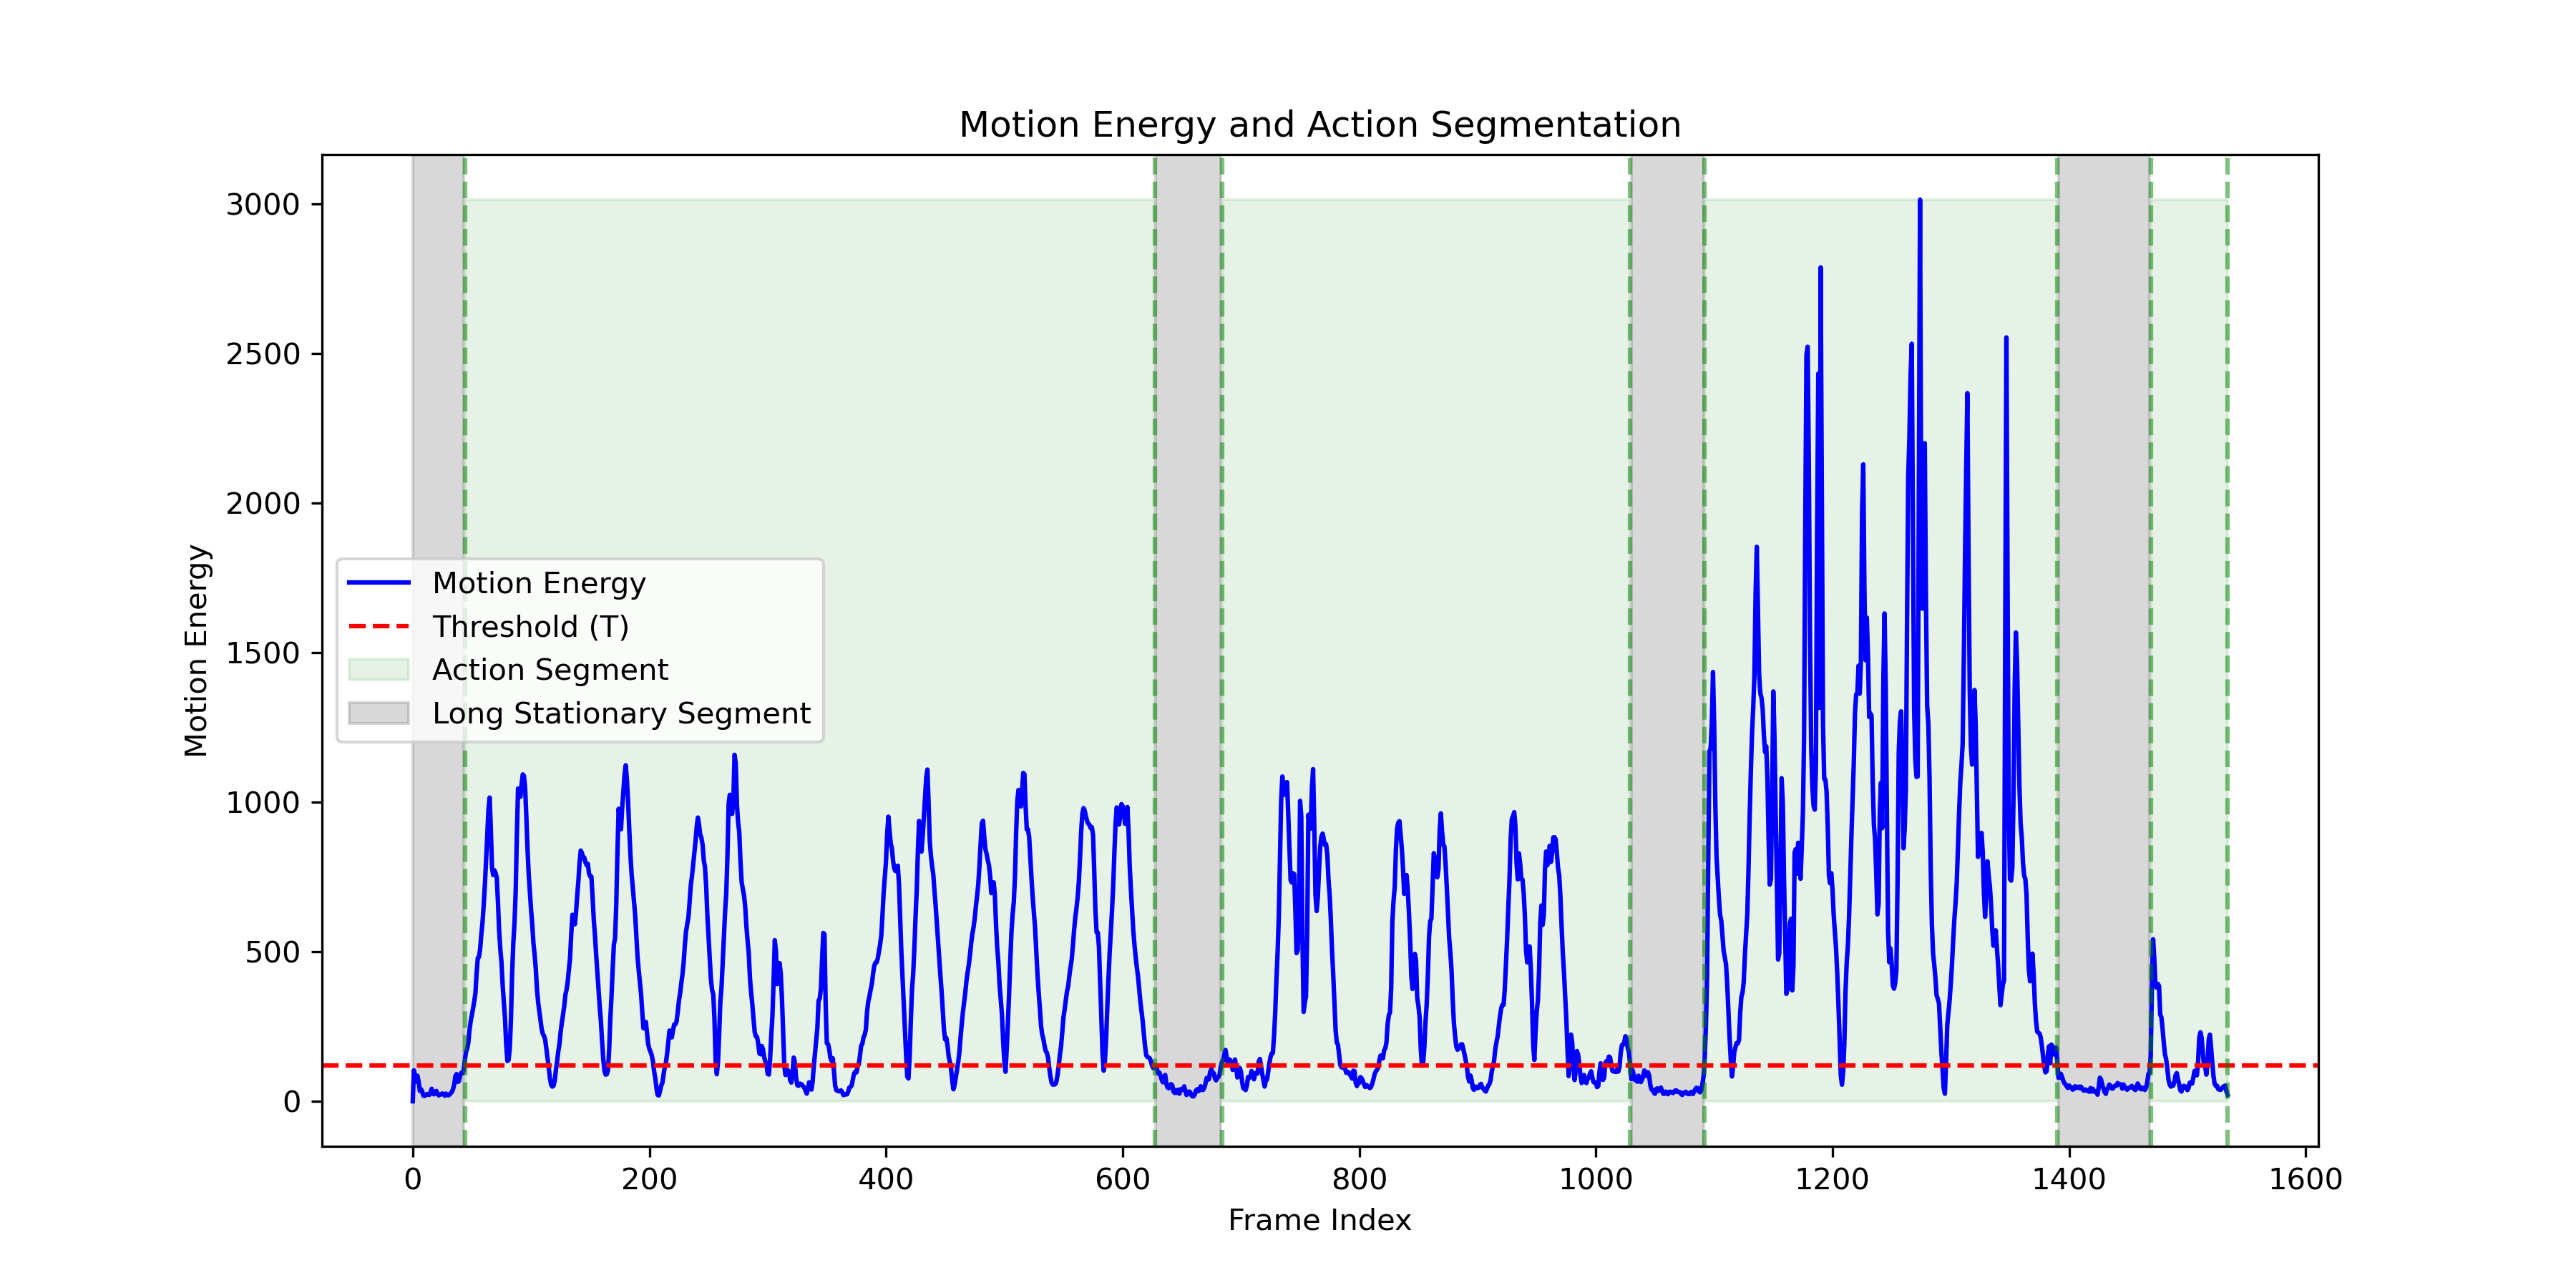 Motion Energy and Action Segmentation
3000
2500
2000
1500
1000
500
0
Motion Energy
Motion Energy
Threshold (T)
Action Segment
Long Stationary Segment
0 200 400 600 800 1000 1200 1400 1600
Frame Index